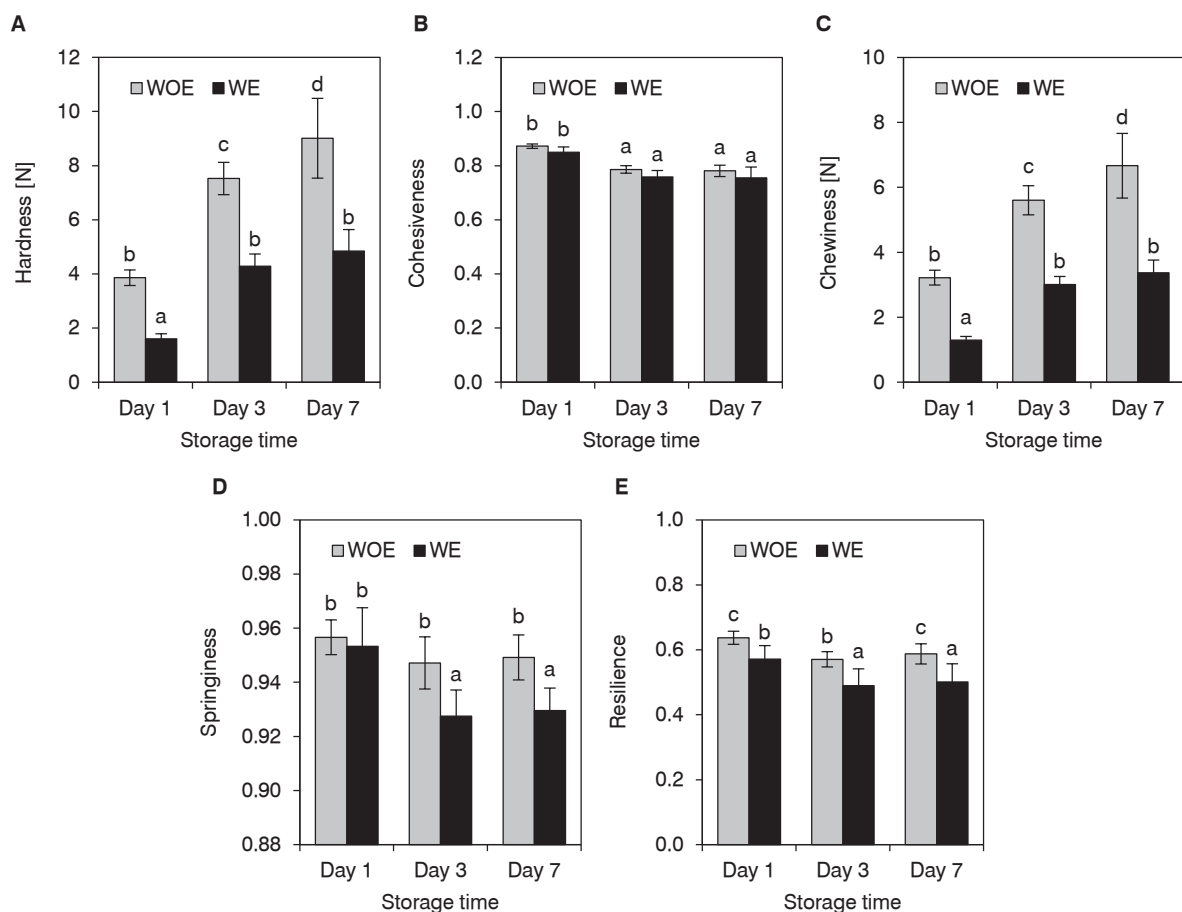 A
Hardness [N]
12
10
8
6
4
2
0
WOE WE
b a c b d b
Day 1 Day 3 Day 7
Storage time
B
Cohesiveness
1.2
1.0
0.8
0.6
0.4
0.2
0.0
WOE WE
b b a a a a
Day 1 Day 3 Day 7
Storage time
C
Chewiness [N]
10
8
6
4
2
0
WOE WE
b a c b d b
Day 1 Day 3 Day 7
Storage time
D
Springiness
1.00
0.98
0.96
0.94
0.92
0.90
0.88
WOE WE
b b b a b a
Day 1 Day 3 Day 7
Storage time
E
Resilience
1.0
0.8
0.6
0.4
0.2
0.0
WOE WE
c b b a c a
Day 1 Day 3 Day 7
Storage time